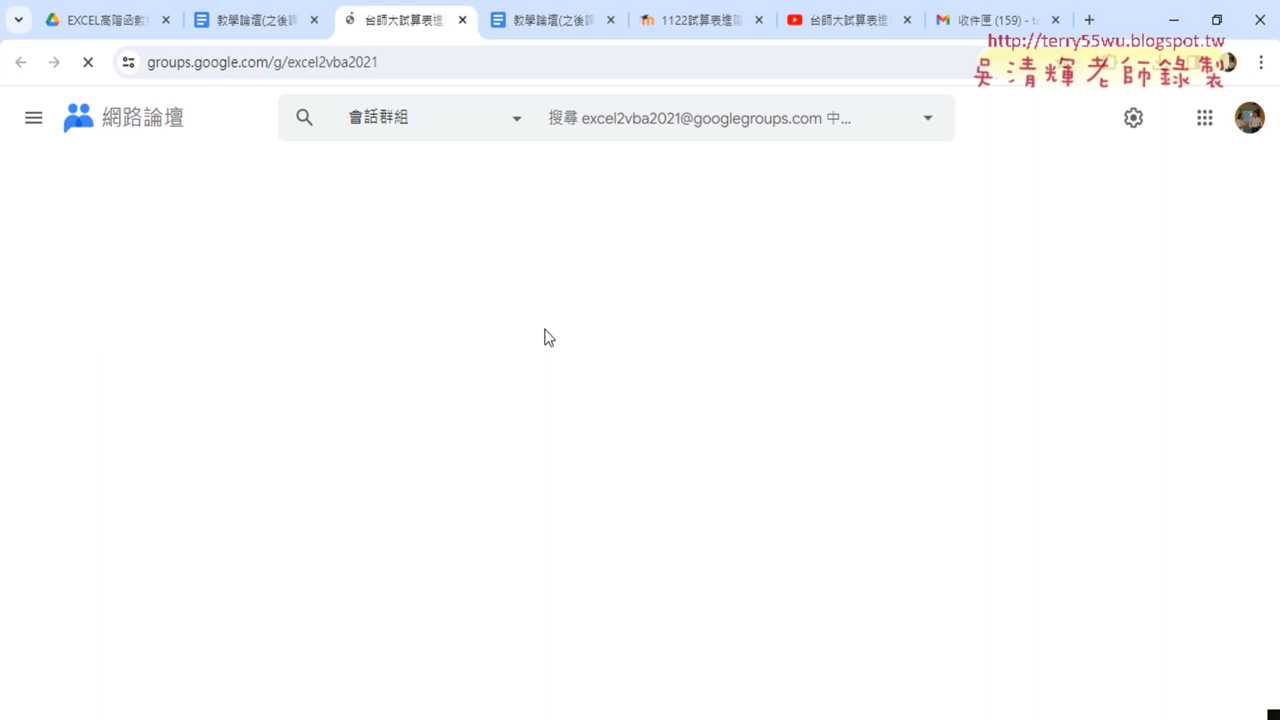 EXCEL高階函數
教學論壇(之後課
台師大試算表進
教學論壇(之後課
1122試算表進階
台師大試算表進
收件匣 (159) - t
groups.google.com/g/excel2vba2021
http://terry55wu.blogspot.tw
吳清輝老師錄製
網路論壇
會話群組
搜尋 excel2vba2021@googlegroups.com 中...